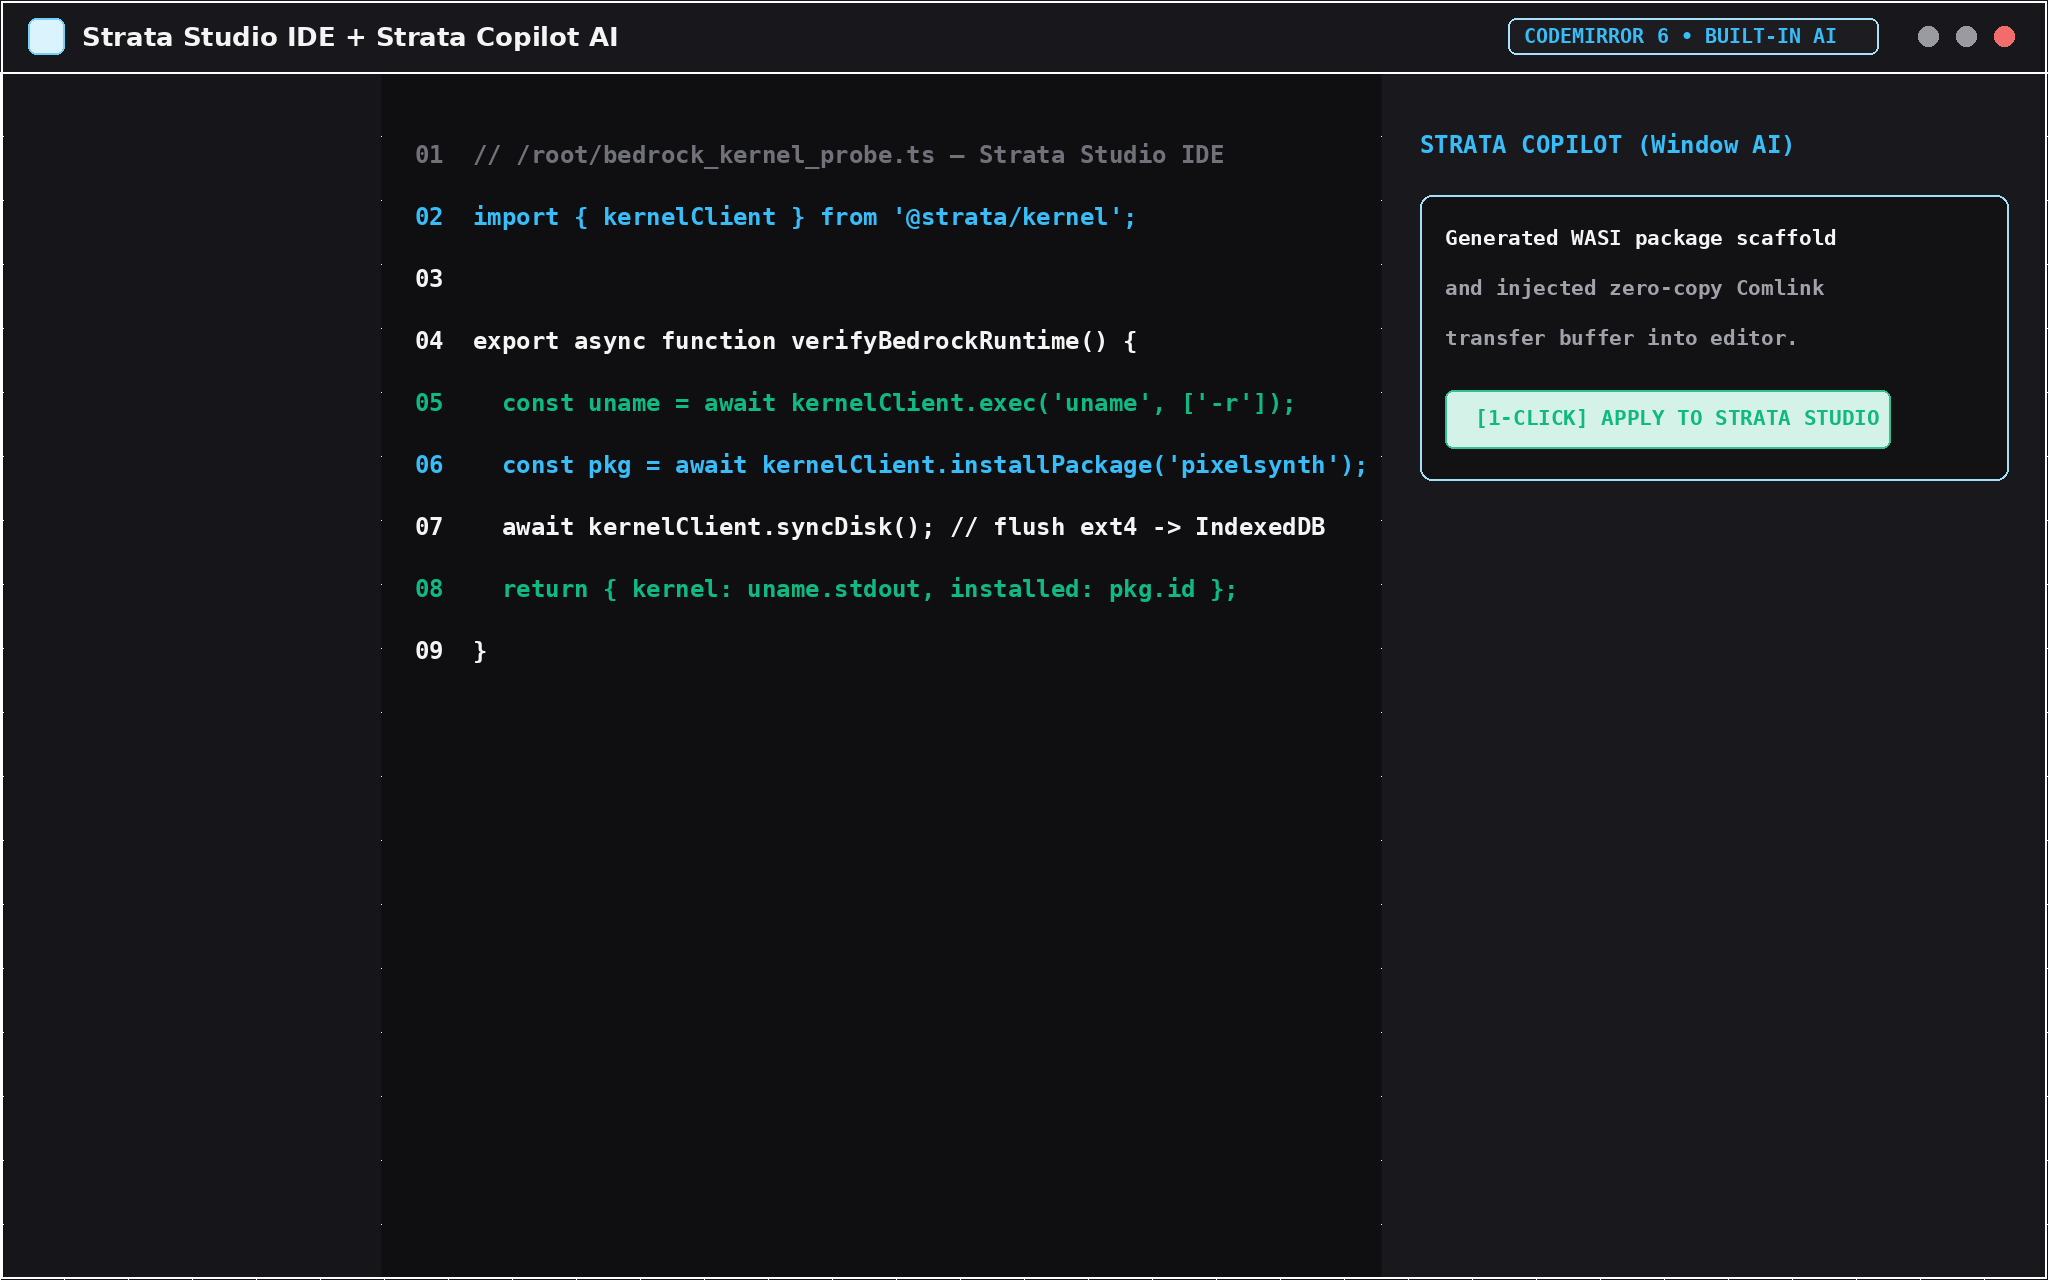 Strata Studio IDE + Strata Copilot AI
CODEMIRROR 6 • BUILT-IN AI
01 // /root/bedrock_kernel_probe.ts — Strata Studio IDE
02 import { kernelClient } from '@strata/kernel';
03
04 export async function verifyBedrockRuntime() {
05   const uname = await kernelClient.exec('uname', ['-r']);
06   const pkg = await kernelClient.installPackage('pixelsynth');
07   await kernelClient.syncDisk(); // flush ext4 -> IndexedDB
08   return { kernel: uname.stdout, installed: pkg.id };
09 }
STRATA COPILOT (Window AI)
Generated WASI package scaffold
and injected zero-copy Comlink
transfer buffer into editor.
[1-CLICK] APPLY TO STRATA STUDIO